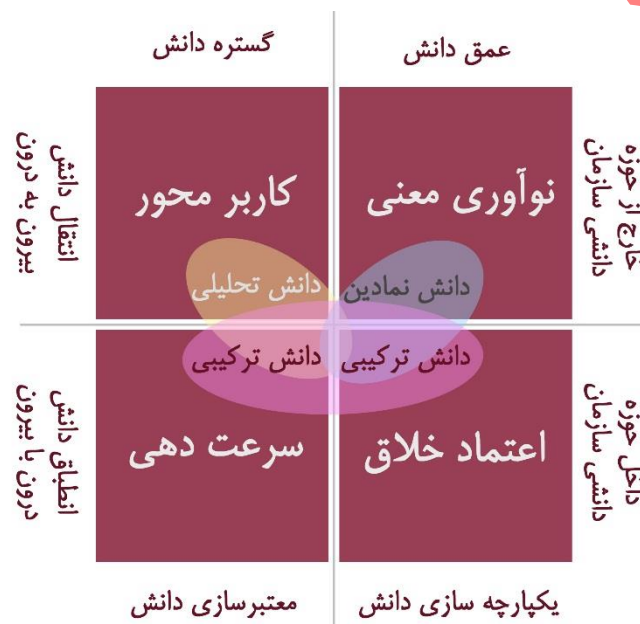 عمق دانش
گستره دانش
خارج از حوزه
دانشی سازمان
نوآوری معنی
کاربر محور
انتقال دانش
بیرون به درون
دانش نمادین
دانش تحلیلی
دانش ترکیبی
دانش ترکیبی
داخل حوزه
دانشی سازمان
اعتماد خلاق
سرعت دهی
انطباق دانش
درون با بیرون
یکپارچه سازی دانش
معتبرسازی دانش